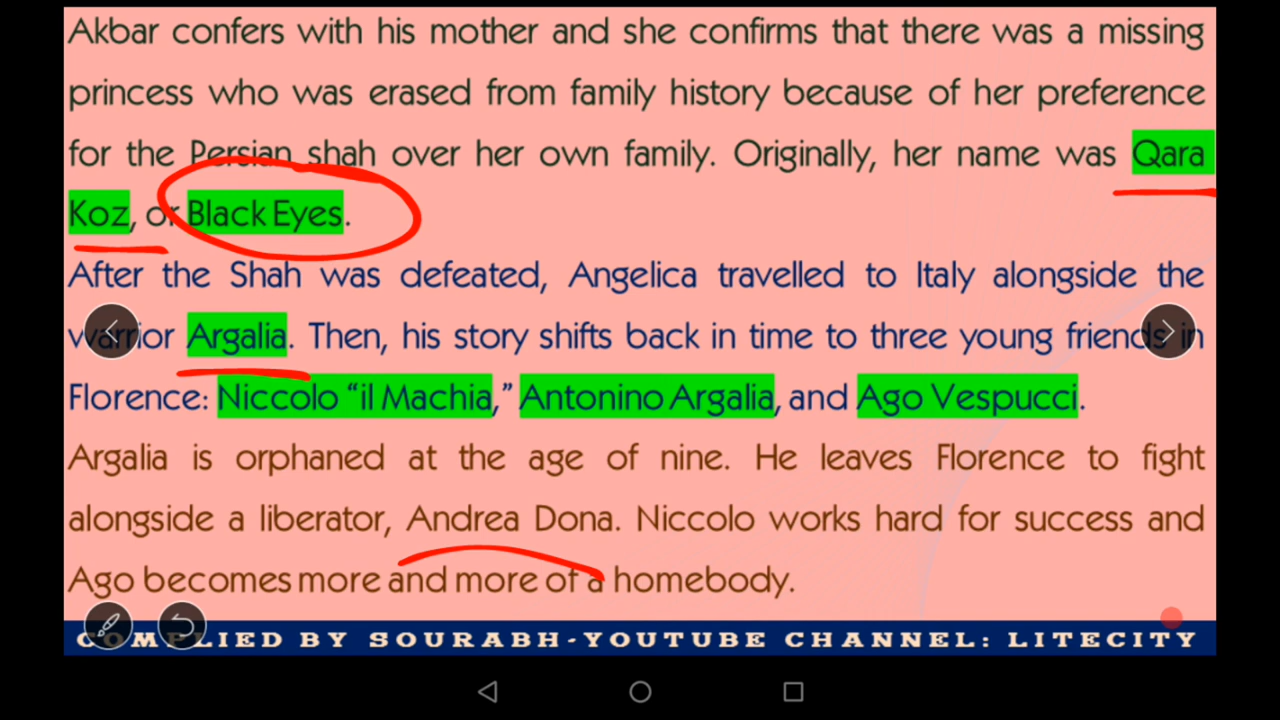 Akbar confers with his mother and she confirms that there was a missing
princess who was erased from family history because of her preference
for the Persian shah over her own family. Originally, her name was Qara
Koz, or Black Eyes.
After the Shah was defeated, Angelica travelled to Italy alongside the
warrior Argalia. Then, his story shifts back in time to three young friends in
Florence: Niccolo “il Machia,” Antonino Argalia, and Ago Vespucci.
Argalia is orphaned at the age of nine. He leaves Florence to fight
alongside a liberator, Andrea Dona. Niccolo works hard for success and
Ago becomes more and more of a homebody.
COMPLIED BY SOURABH-YOUTUBE CHANNEL: LITECITY